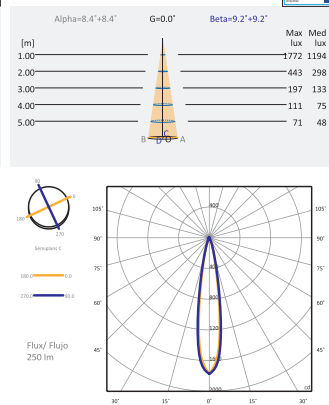 Alpha=8.4°+8.4° G=0.0° Beta=9.2°+9.2°
Max Med
[m] lux lux
1.00 1772 1194
2.00 443 298
3.00 197 133
4.00 111 75
5.00 71 48
B D C O A
90
0
180
270
Semiplans C
180.0 0.0
270.0 90.0
Flux/ Flujo
250 lm
105° 400 105°
90° 90°
75° 400 75°
60° 800 60°
45° 120 45°
2000 cd
30° 15° 0° 15° 30°